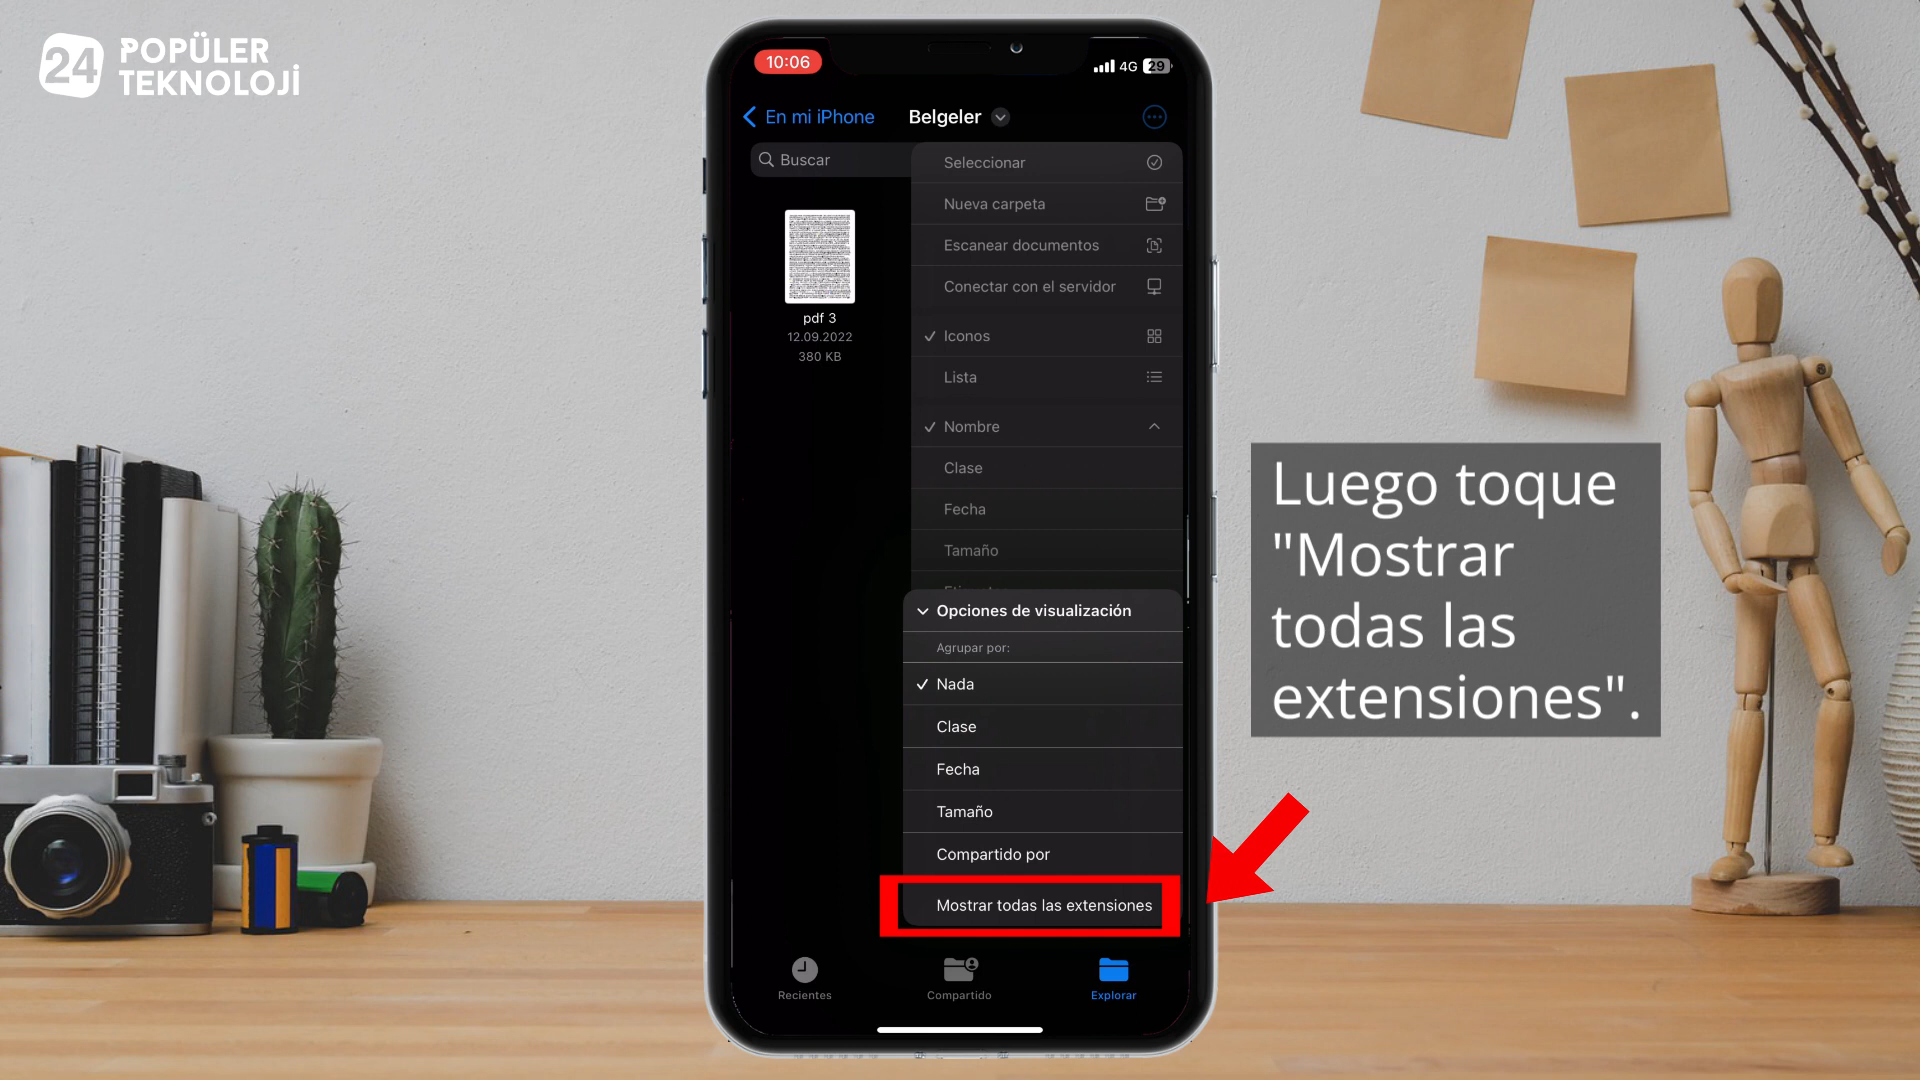 24 POPÜLER
TEKNOLOJİ
10:06
4G 29
En mi iPhone
Belgeler
Buscar
Seleccionar
Nueva carpeta
Escanear documentos
Conectar con el servidor
Iconos
Lista
Nombre
Clase
Fecha
Tamaño
pdf 3
12.09.2022
380 KB
Opciones de visualización
Agrupar por:
Nada
Clase
Fecha
Tamaño
Compartido por
Mostrar todas las extensiones
Recientes
Compartido
Explorar
Luego toque
"Mostrar
todas las
extensiones".